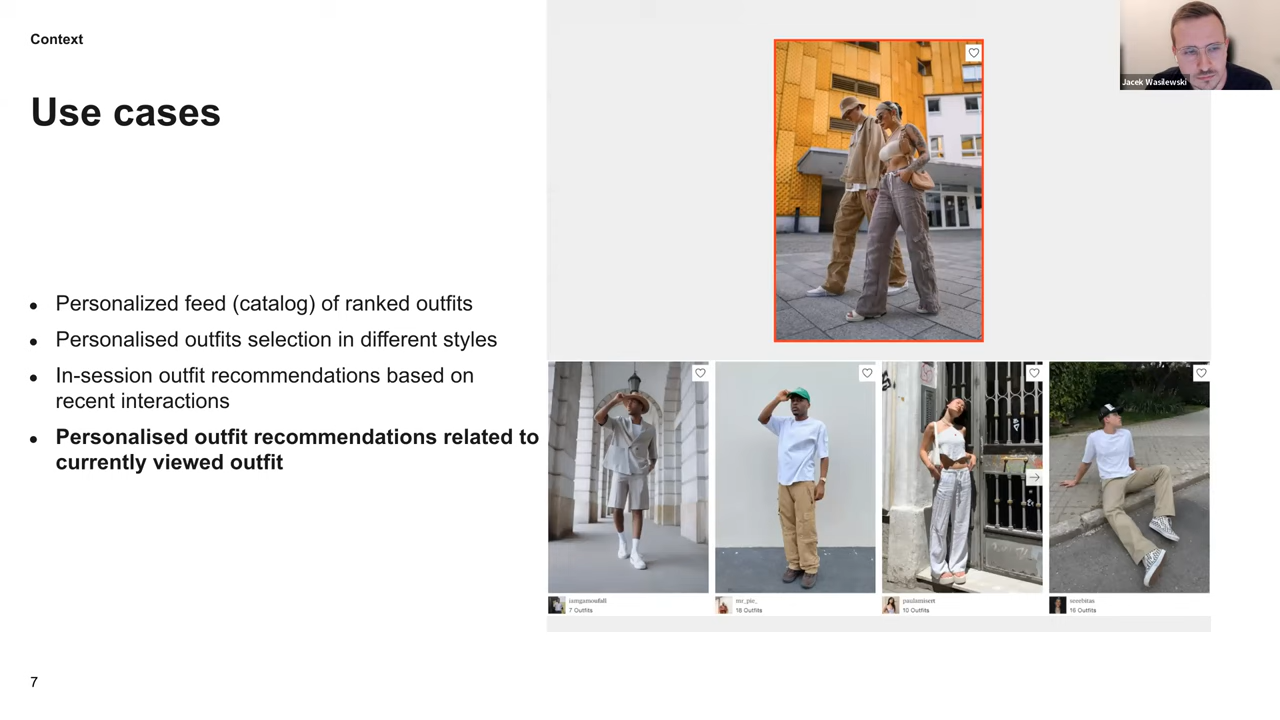 Context
Use cases
Jacek Wasilewski
• Personalized feed (catalog) of ranked outfits
• Personalised outfits selection in different styles
• In-session outfit recommendations based on
recent interactions
• Personalised outfit recommendations related to
currently viewed outfit
7 Outfits
mr_pie_
18 Outfits
10 Outfits
16 Outfits
7